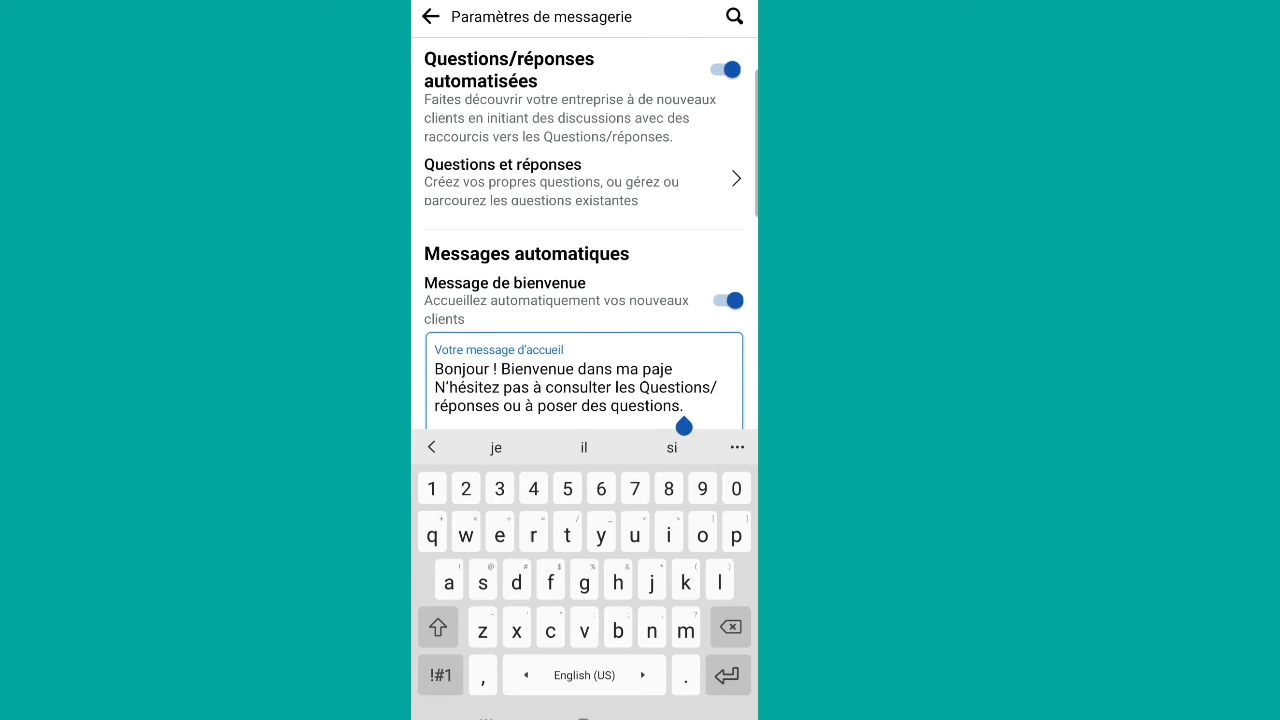 Paramètres de messagerie
Questions/réponses
automatisées
Faites découvrir votre entreprise à de nouveaux
clients en initiant des discussions avec des
raccourcis vers les Questions/réponses.
Questions et réponses
Créez vos propres questions, ou gérez ou
parcourez les questions existantes
Messages automatiques
Message de bienvenue
Accueillez automatiquement vos nouveaux
clients
Votre message d'accueil
Bonjour ! Bienvenue dans ma paje
N'hésitez pas à consulter les Questions/
réponses ou à poser des questions.
je il si
1 2 3 4 5 6 7 8 9 0
q w e r t y u i o p
a s d f g h j k l
z x c v b n m
!#1 , English (US) .